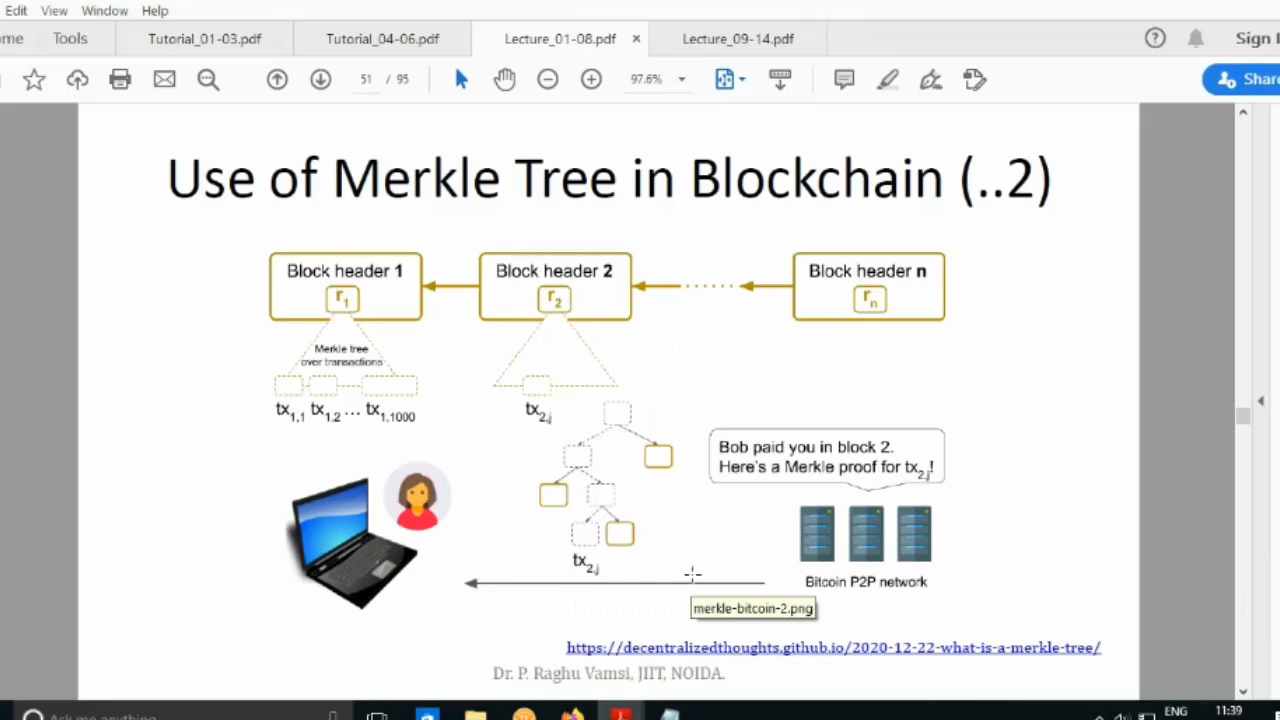 Edit View Window Help
ome Tools Tutorial_01-03.pdf Tutorial_04-06.pdf Lecture_01-08.pdf × Lecture_09-14.pdf ? Sign I
51 / 95 97.6% Shar
Use of Merkle Tree in Blockchain (..2)
Block header 1 Block header 2 Block header n
r1 r2 rn
Merkle tree
over transactions
tx1,1 tx1,2 ... tx1,1000 tx2,j
Bob paid you in block 2.
Here's a Merkle proof for tx2,j!
tx2,j
Bitcoin P2P network
merkle-bitcoin-2.png
https://decentralizedthoughts.github.io/2020-12-22-what-is-a-merkle-tree/
Dr. P. Raghu Vamsi, JIIT, NOIDA.
Ask me anything ENG 11:39